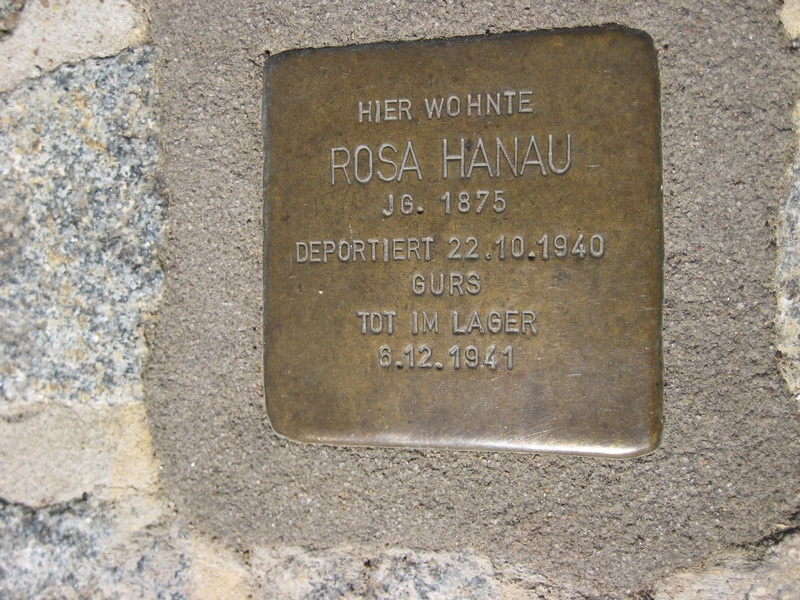 HIER WOHNTE
ROSA HANAU
JG. 1875
DEPORTIERT 22.10.1940
GURS
TOT IM LAGER
6.12.1941